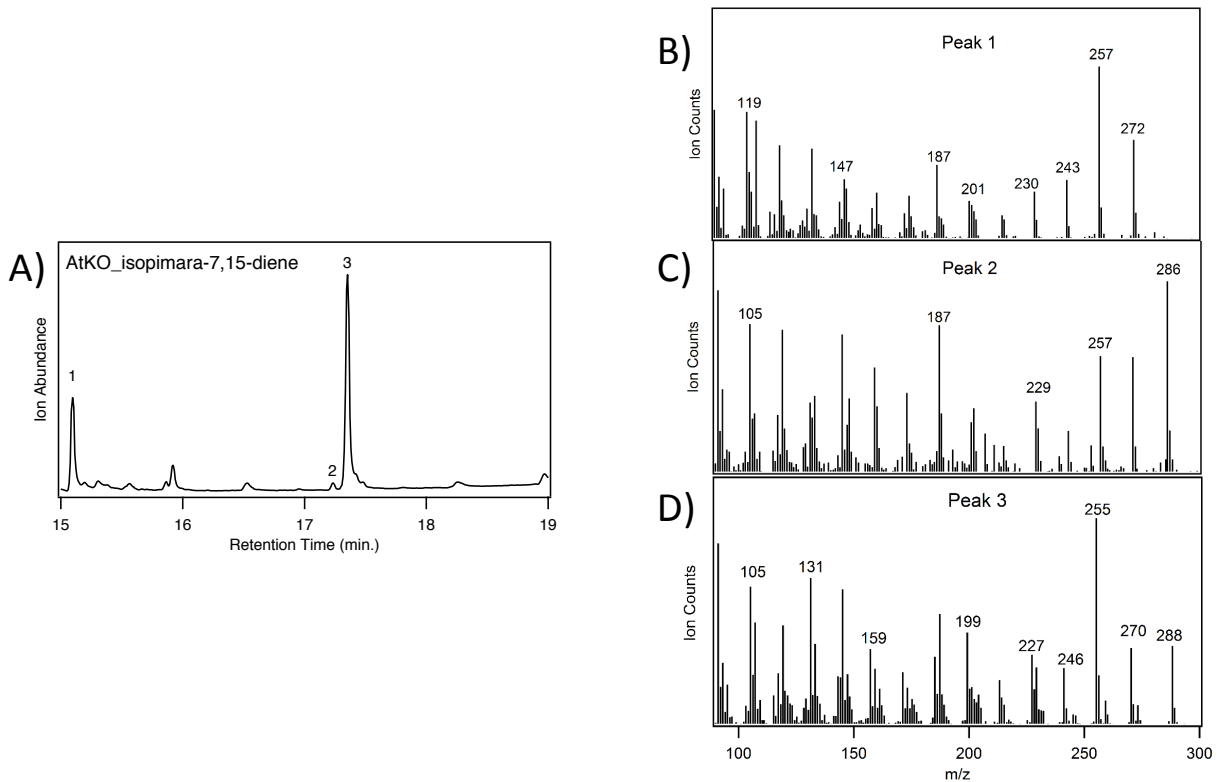 A)
AtKO_isopimara-7,15-diene
1
2
3
Ion Abundance
15
16
17
18
19
Retention Time (min.)
B)
Peak 1
Ion Counts
119
147
187
201
230
243
257
272
C)
Peak 2
Ion Counts
105
187
229
257
286
D)
Peak 3
Ion Counts
105
131
159
199
227
246
255
270
288
100
150
200
250
300
m/z